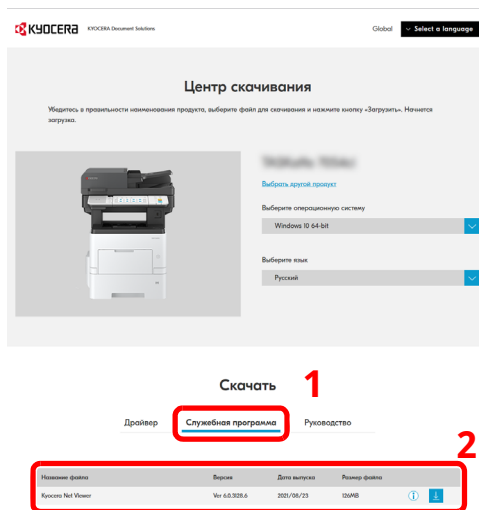 KYOCERA KYOCERA Document Solutions Global Select a language
Центр скачивания
Убедитесь в правильности наименования продукта, выберите файл для скачивания и нажмите кнопку «Загрузить». Начнется
загрузка.
Выбрать другой продукт
Выберите операционную систему
Windows 10 64-bit
Выберите язык
Русский
Скачать 1
Драйвер Служебная программа Руководство
2
Название файла Версия Дата выпуска Размер файла
Kyocera Net Viewer Ver 6.0.3128.6 2021/08/23 126MB